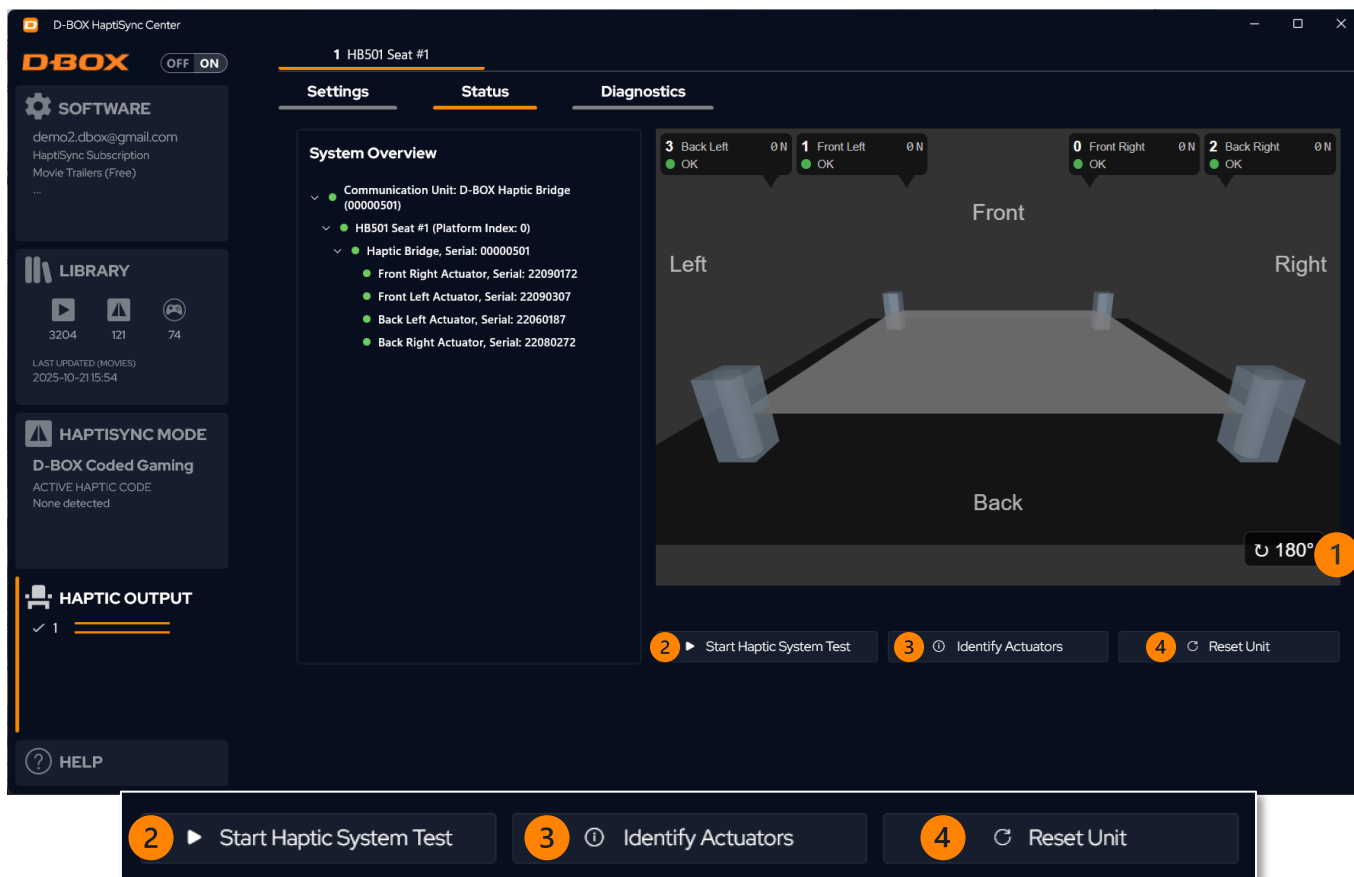 D-BOX HaptiSync Center
D-BOX
OFF ON
1 HB501 Seat #1
Settings
Status
Diagnostics
SOFTWARE
demo2.dbox@gmail.com
HaptiSync Subscription
Movie Trailers (Free)
...
LIBRARY
3204
121
74
LAST UPDATED (MOVIES)
2025-10-21 15:54
HAPTISYNC MODE
D-BOX Coded Gaming
ACTIVE HAPTIC CODE
None detected
HAPTIC OUTPUT
1
? HELP
System Overview
Communication Unit: D-BOX Haptic Bridge
(00000501)
HB501 Seat #1 (Platform Index: 0)
Haptic Bridge, Serial: 00000501
Front Right Actuator, Serial: 22090172
Front Left Actuator, Serial: 22090307
Back Left Actuator, Serial: 22060187
Back Right Actuator, Serial: 22080272
3 Back Left 0 N
OK
1 Front Left 0 N
OK
0 Front Right 0 N
OK
2 Back Right 0 N
OK
Front
Left
Right
Back
180°
1
2 Start Haptic System Test
3 Identify Actuators
4 Reset Unit
2 Start Haptic System Test
3 Identify Actuators
4 Reset Unit